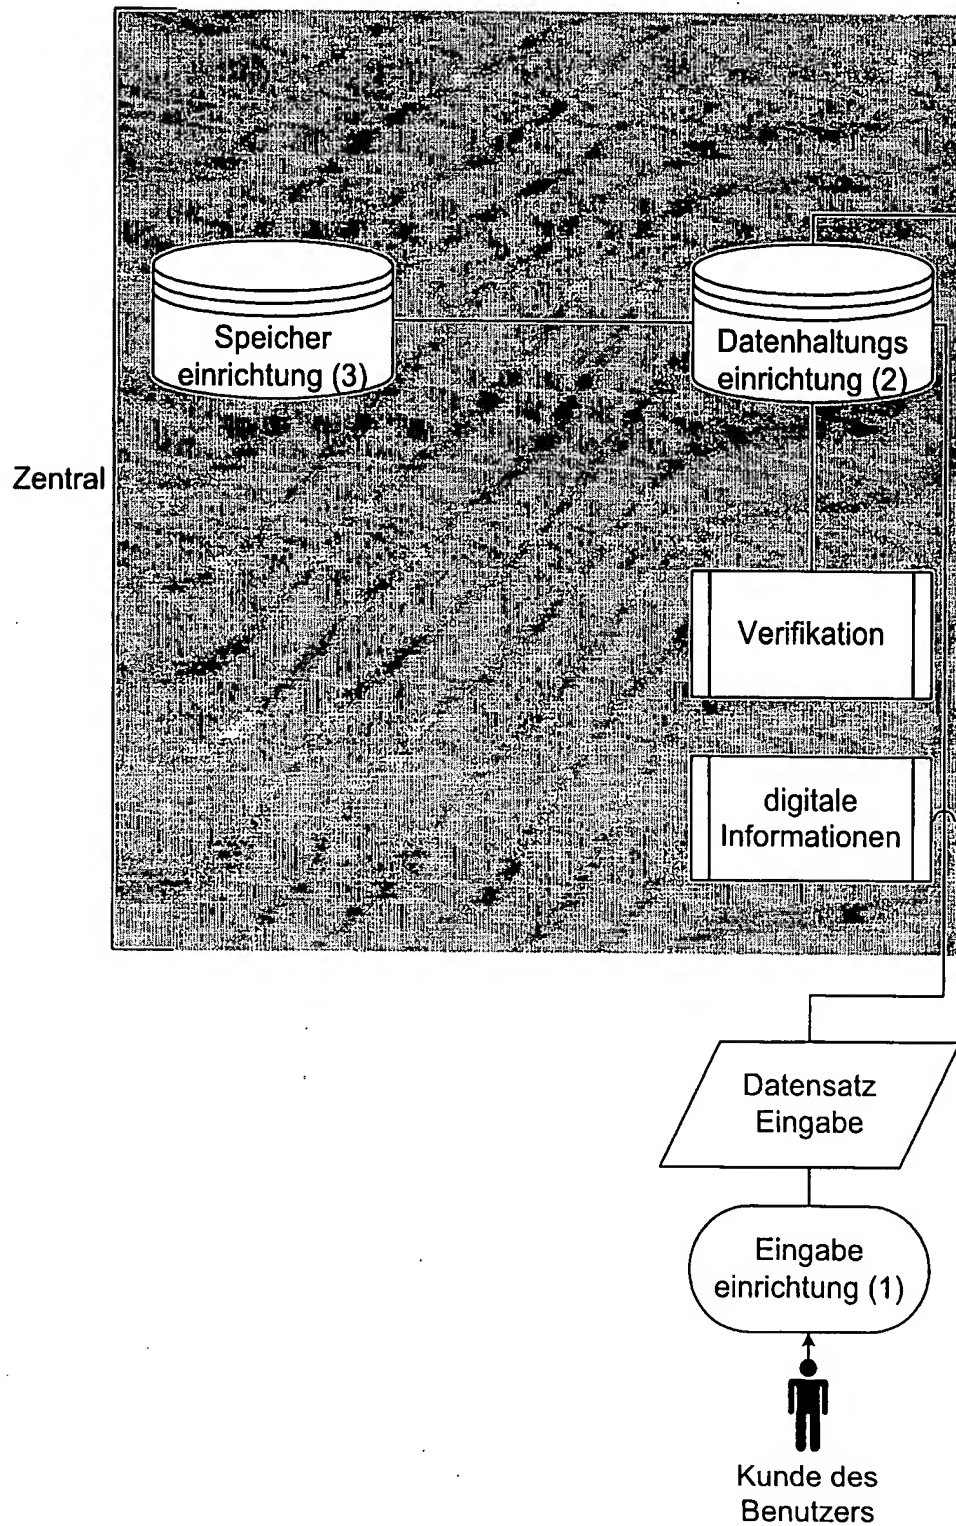 Speicher
einrichtung (3)
Datenhaltungs
einrichtung (2)
Zentral
Verifikation
digitale
Informationen
Datensatz
Eingabe
Eingabe
einrichtung (1)
Kunde des
Benutzers